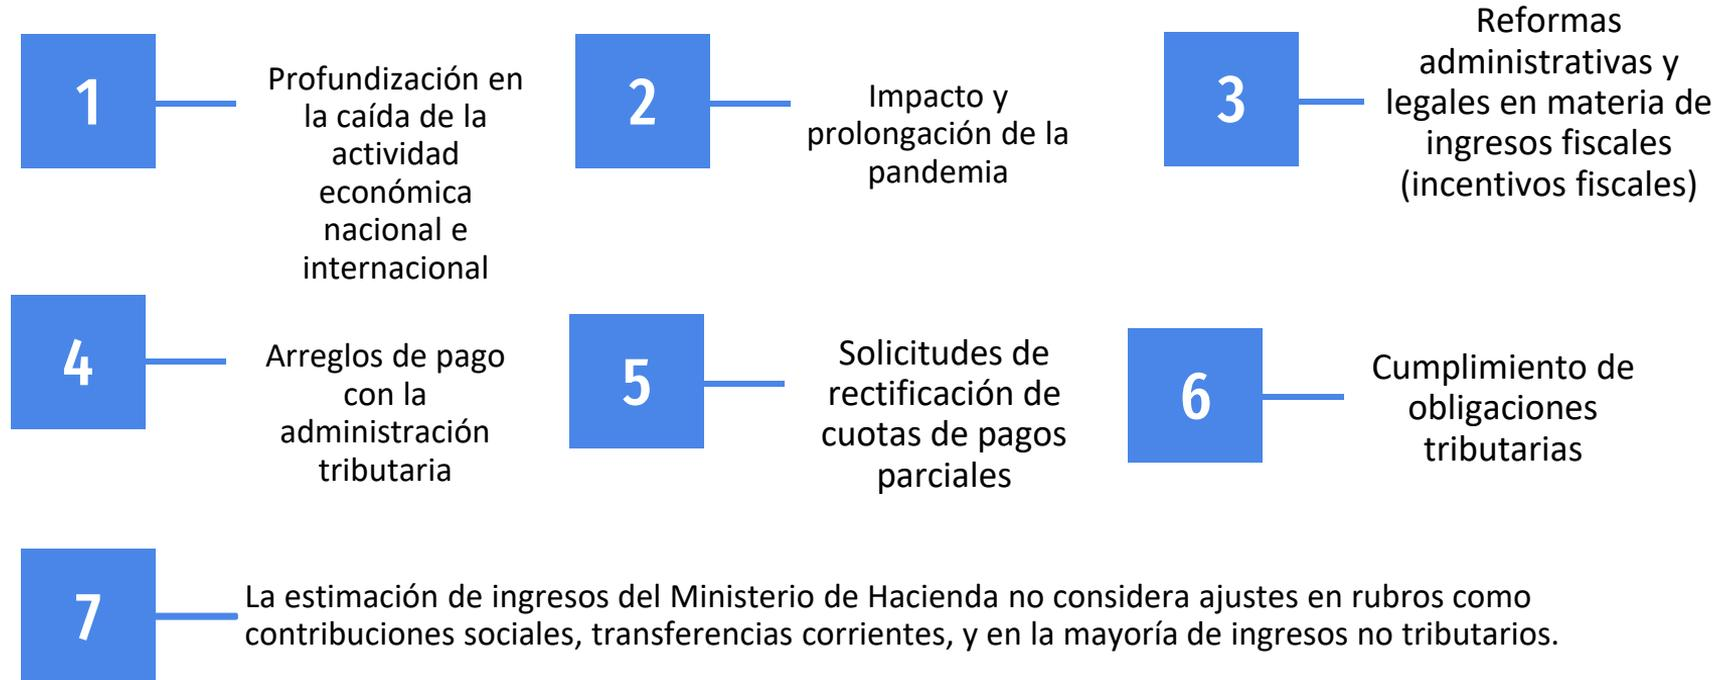 1
Profundización en
la caída de la
actividad
económica
nacional e
internacional
2
Impacto y
prolongación de la
pandemia
3
Reformas
administrativas y
legales en materia de
ingresos fiscales
(incentivos fiscales)
4
Arreglos de pago
con la
administración
tributaria
5
Solicitudes de
rectificación de
cuotas de pagos
parciales
6
Cumplimiento de
obligaciones
tributarias
7
La estimación de ingresos del Ministerio de Hacienda no considera ajustes en rubros como
contribuciones sociales, transferencias corrientes, y en la mayoría de ingresos no tributarios.